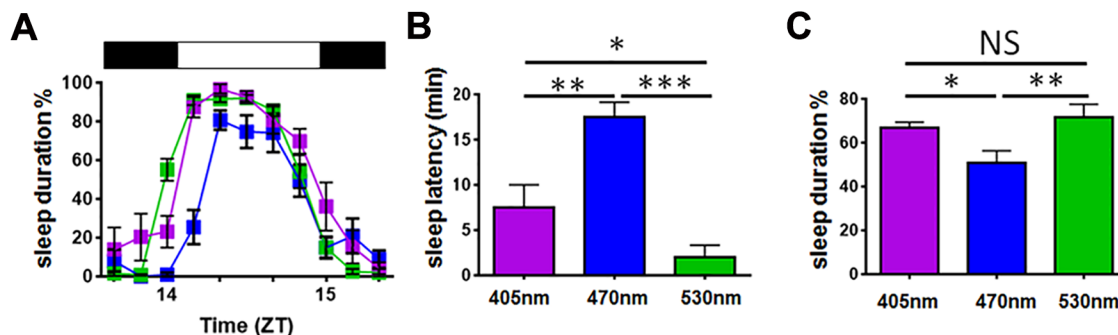 A
100
80
60
40
20
0
sleep duration %
14
15
Time (ZT)
B
*
**
***
20
15
10
5
0
sleep latency (min)
405nm
470nm
530nm
C
NS
*
**
80
60
40
20
0
sleep duration %
405nm
470nm
530nm